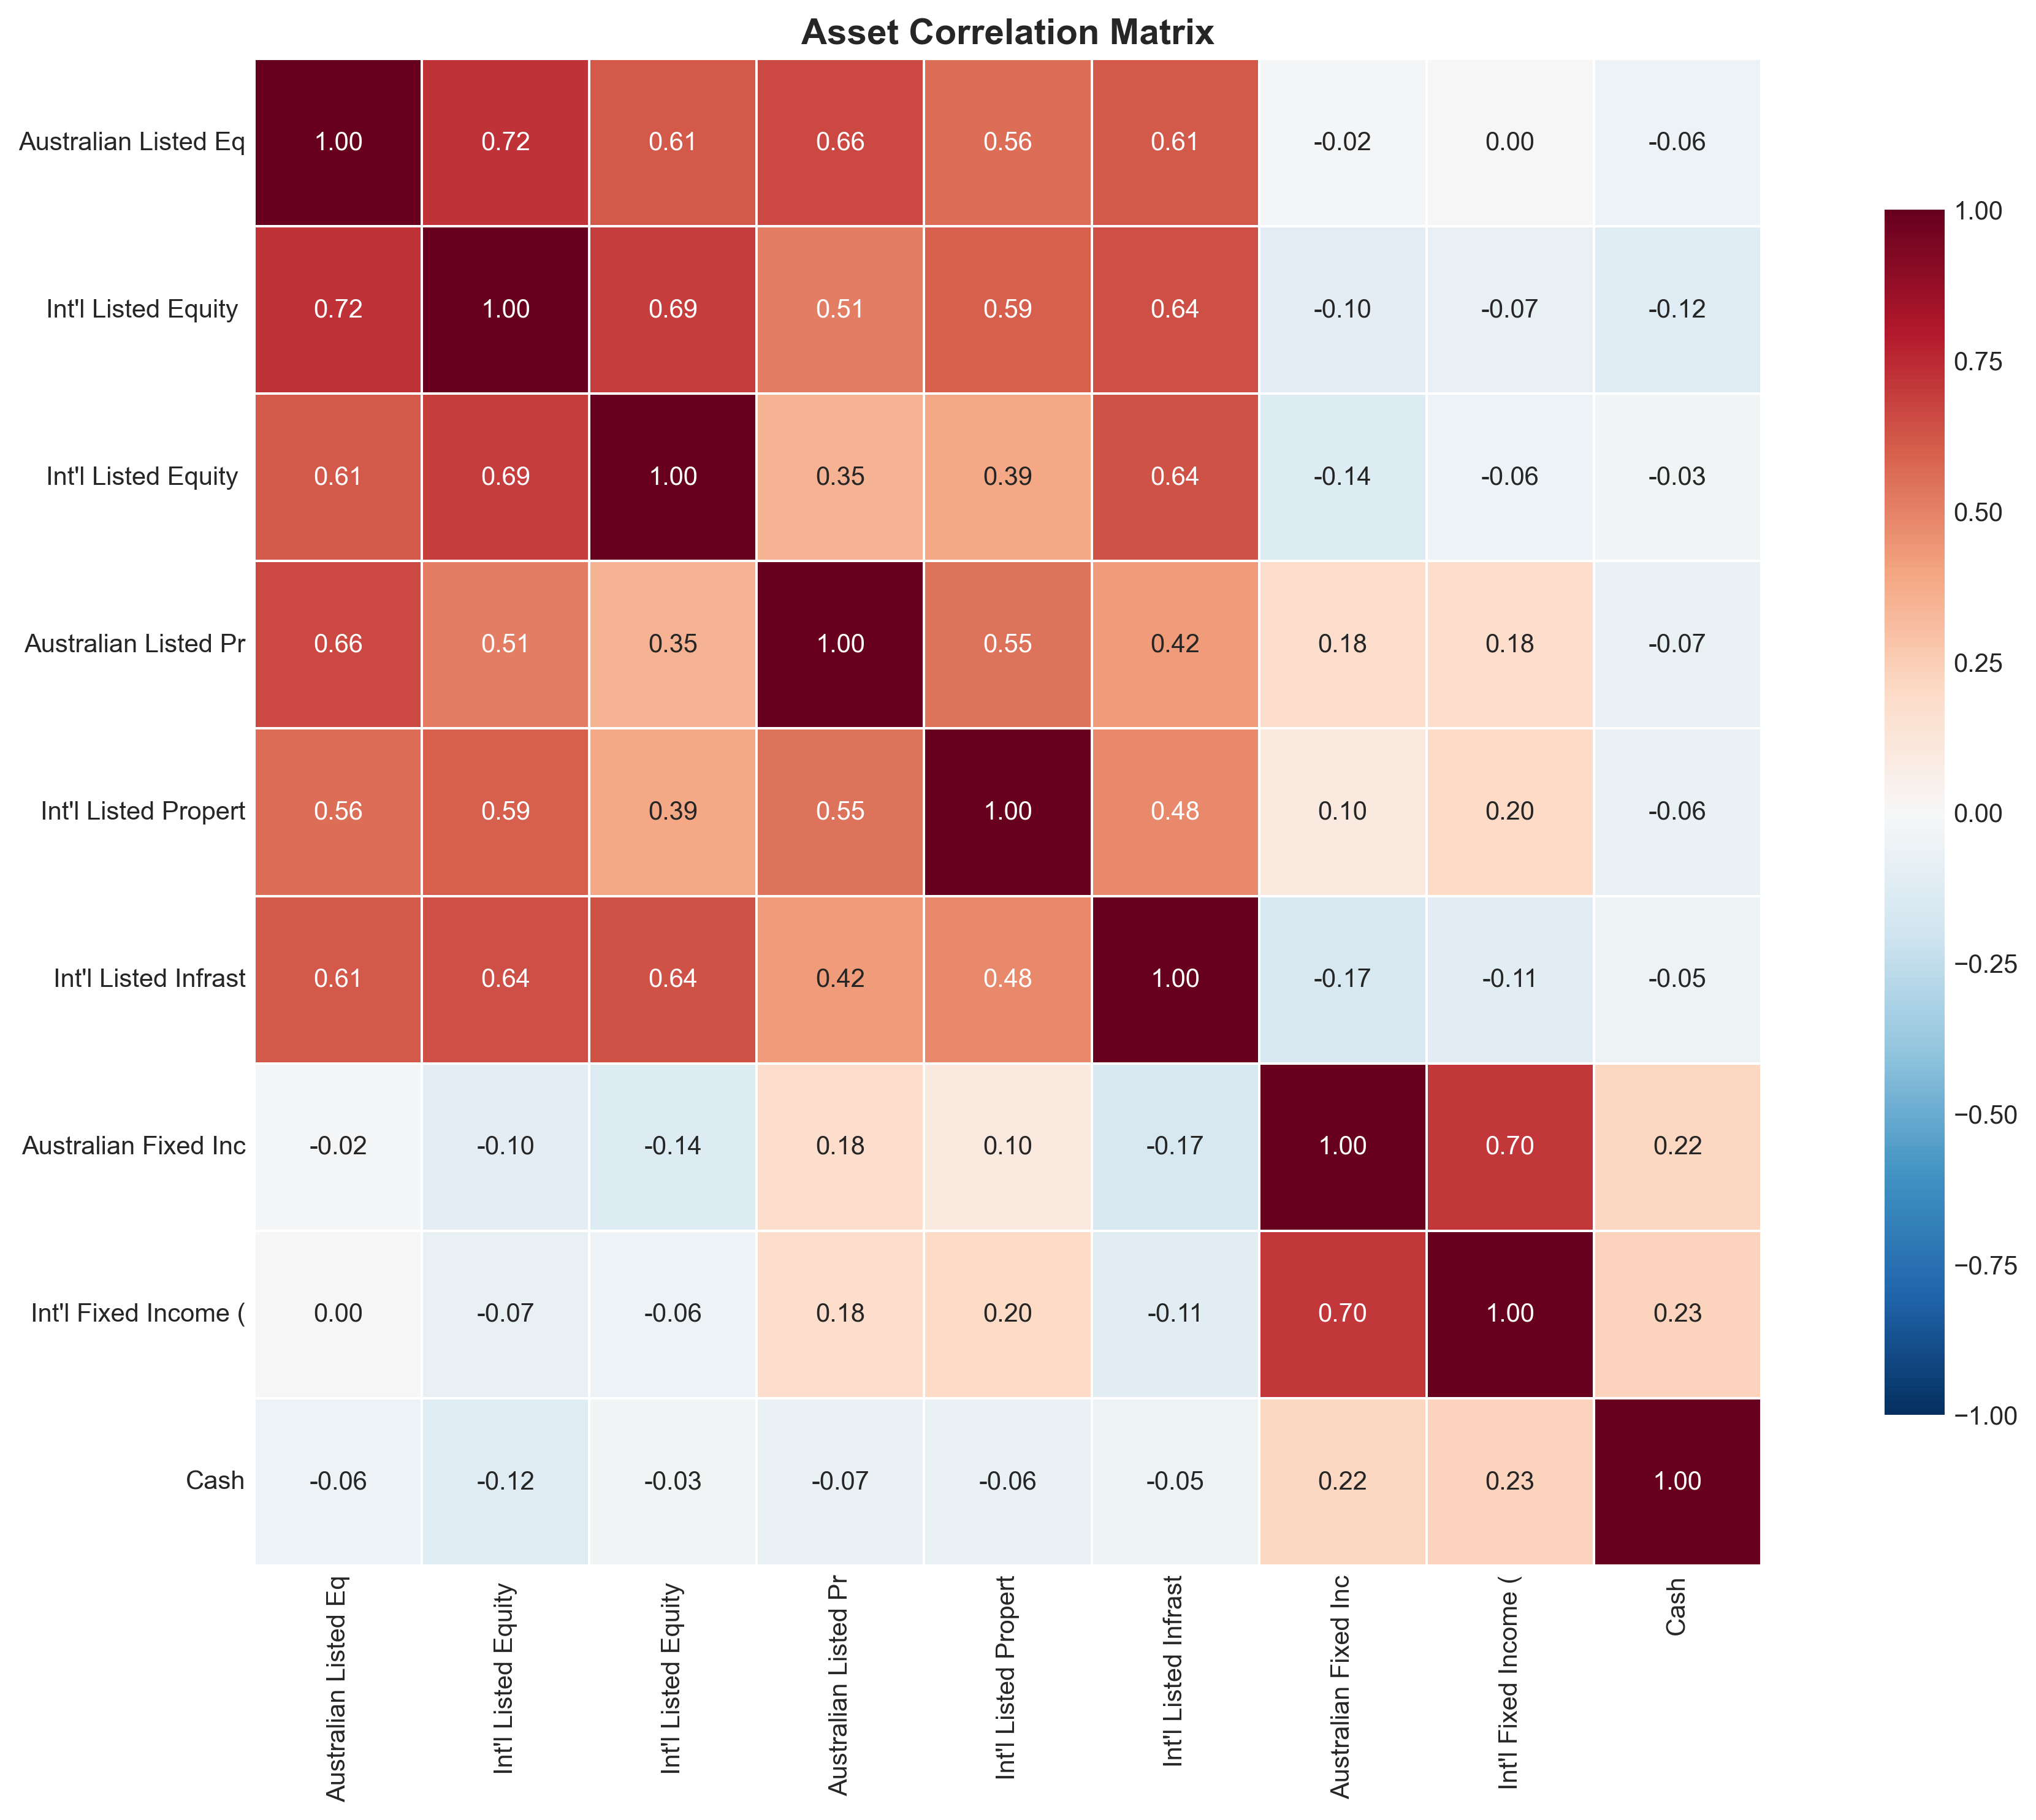 Asset Correlation Matrix
Australian Listed Eq 1.00 0.72 0.61 0.66 0.56 0.61 -0.02 0.00 -0.06
Int'l Listed Equity 0.72 1.00 0.69 0.51 0.59 0.64 -0.10 -0.07 -0.12
Int'l Listed Equity 0.61 0.69 1.00 0.35 0.39 0.64 -0.14 -0.06 -0.03
Australian Listed Pr 0.66 0.51 0.35 1.00 0.55 0.42 0.18 0.18 -0.07
Int'l Listed Propert 0.56 0.59 0.39 0.55 1.00 0.48 0.10 0.20 -0.06
Int'l Listed Infrast 0.61 0.64 0.64 0.42 0.48 1.00 -0.17 -0.11 -0.05
Australian Fixed Inc -0.02 -0.10 -0.14 0.18 0.10 -0.17 1.00 0.70 0.22
Int'l Fixed Income ( 0.00 -0.07 -0.06 0.18 0.20 -0.11 0.70 1.00 0.23
Cash -0.06 -0.12 -0.03 -0.07 -0.06 -0.05 0.22 0.23 1.00
Australian Listed Eq
Int'l Listed Equity
Int'l Listed Equity
Australian Listed Pr
Int'l Listed Propert
Int'l Listed Infrast
Australian Fixed Inc
Int'l Fixed Income (
Cash
1.00
0.75
0.50
0.25
0.00
−0.25
−0.50
−0.75
−1.00